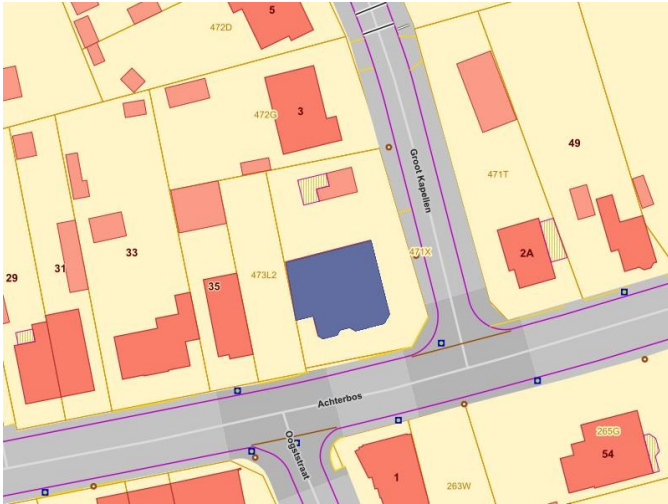 5
472D
3
472G
Groot Kapellen
49
471T
33
2A
471X
29
31
35
473L2
Achterbos
Oogststraat
265G
54
1
263W